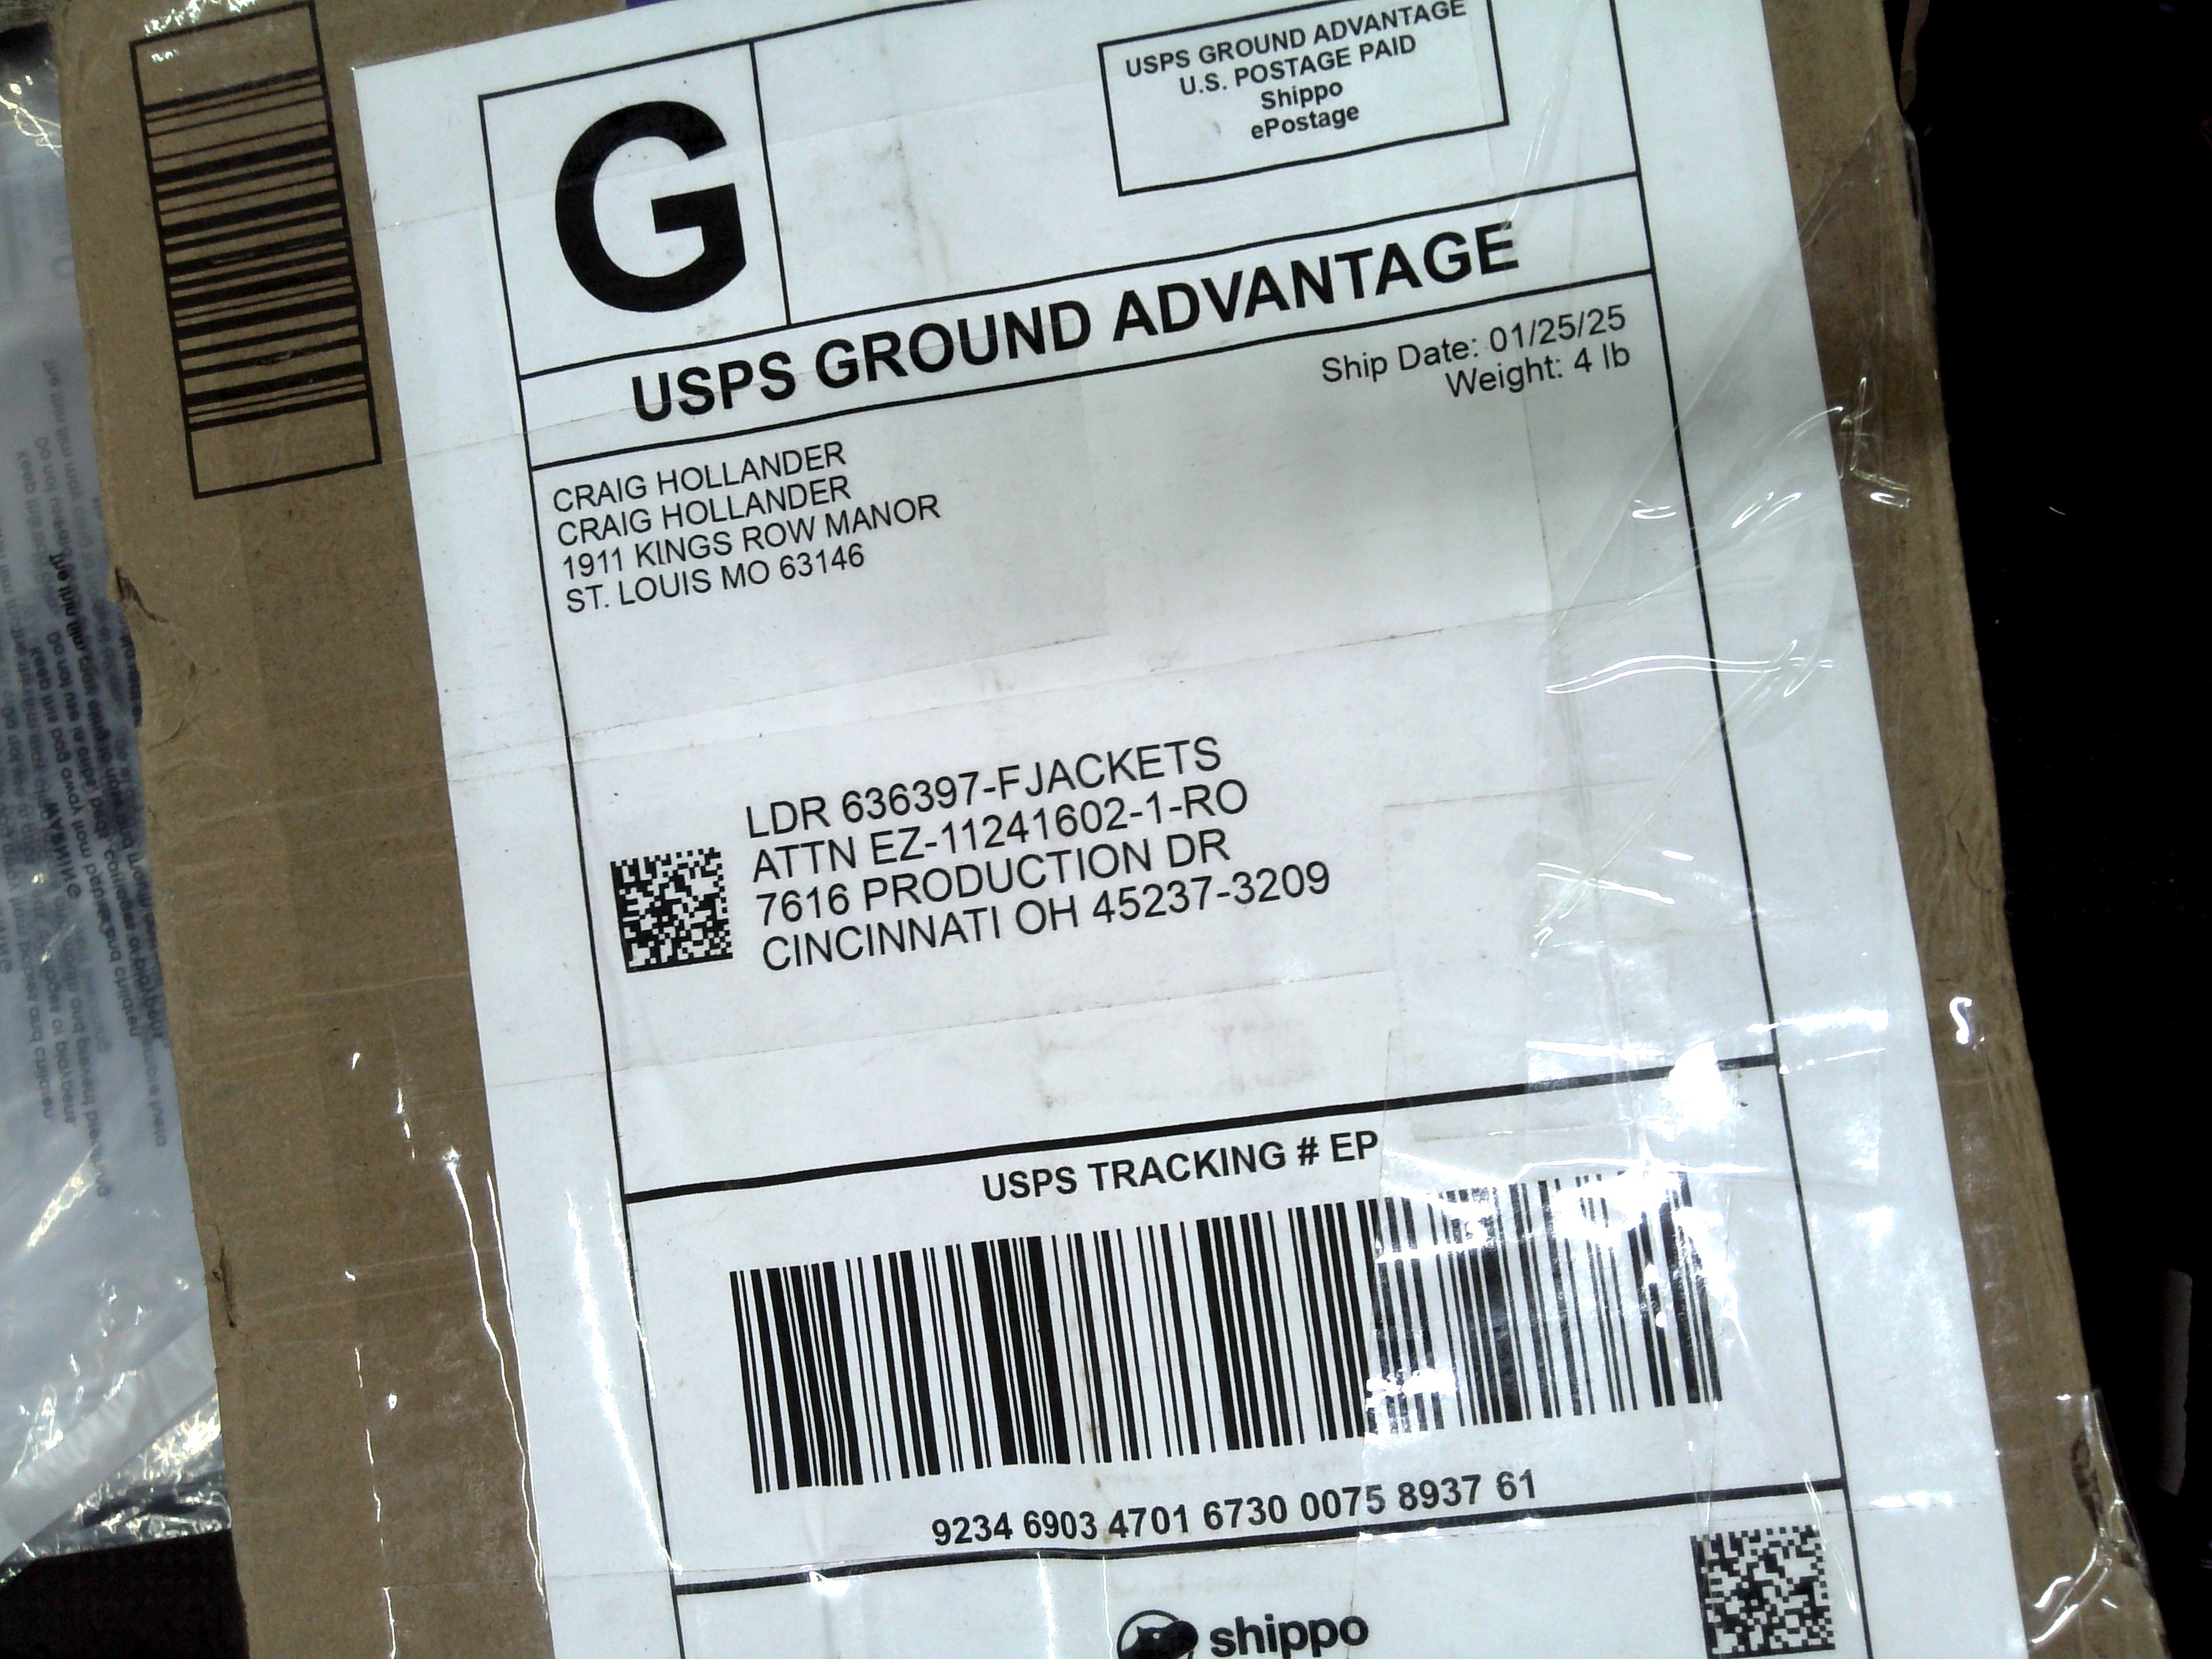 G
USPS GROUND ADVANTAGE
U.S. POSTAGE PAID
Shippo
ePostage
USPS GROUND ADVANTAGE
Ship Date: 01/25/25
Weight: 4 lb
CRAIG HOLLANDER
CRAIG HOLLANDER
1911 KINGS ROW MANOR
ST. LOUIS MO 63146
LDR 636397-FJACKETS
ATTN EZ-11241602-1-RO
7616 PRODUCTION DR
CINCINNATI OH 45237-3209
USPS TRACKING # EP
9234 6903 4701 6730 0075 8937 61
shippo